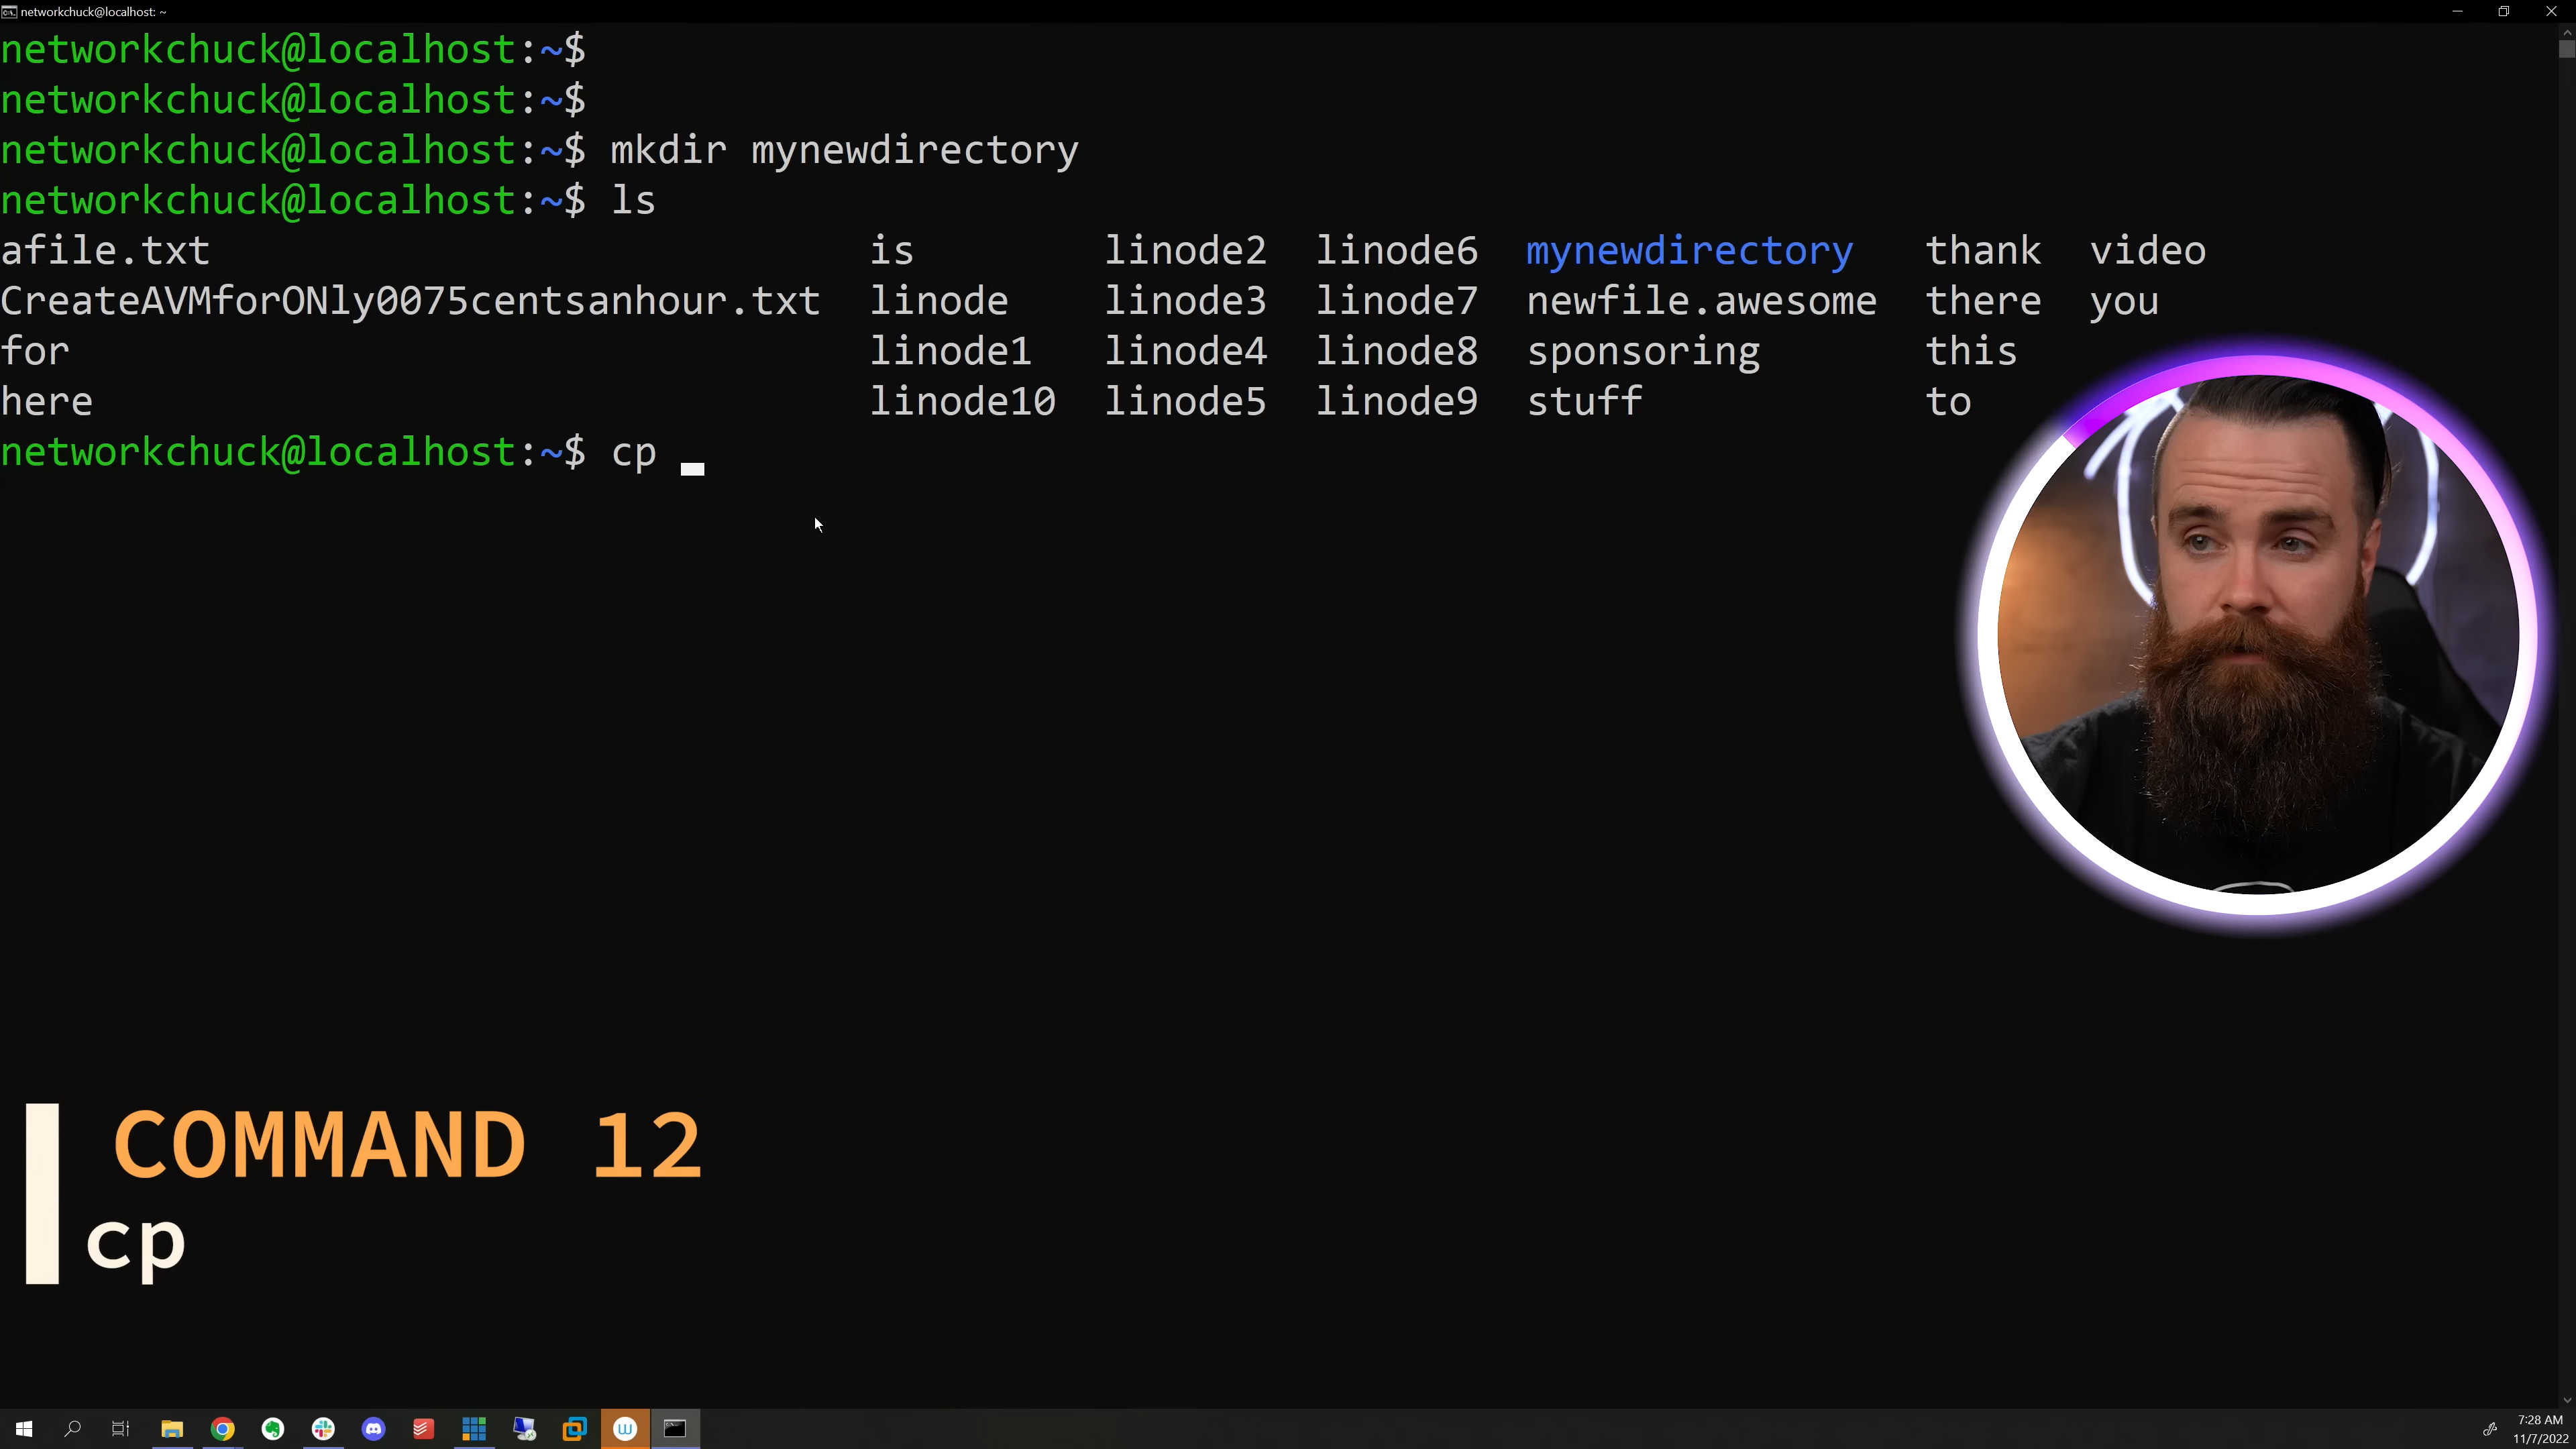 networkchuck@localhost: ~
networkchuck@localhost:~$
networkchuck@localhost:~$
networkchuck@localhost:~$ mkdir mynewdirectory
networkchuck@localhost:~$ ls
afile.txt is linode2 linode6 mynewdirectory thank video
CreateAVMforONly0075centsanhour.txt linode linode3 linode7 newfile.awesome there you
for linode1 linode4 linode8 sponsoring this
here linode10 linode5 linode9 stuff to
networkchuck@localhost:~$ cp
COMMAND 12
cp
7:28 AM
11/7/2022